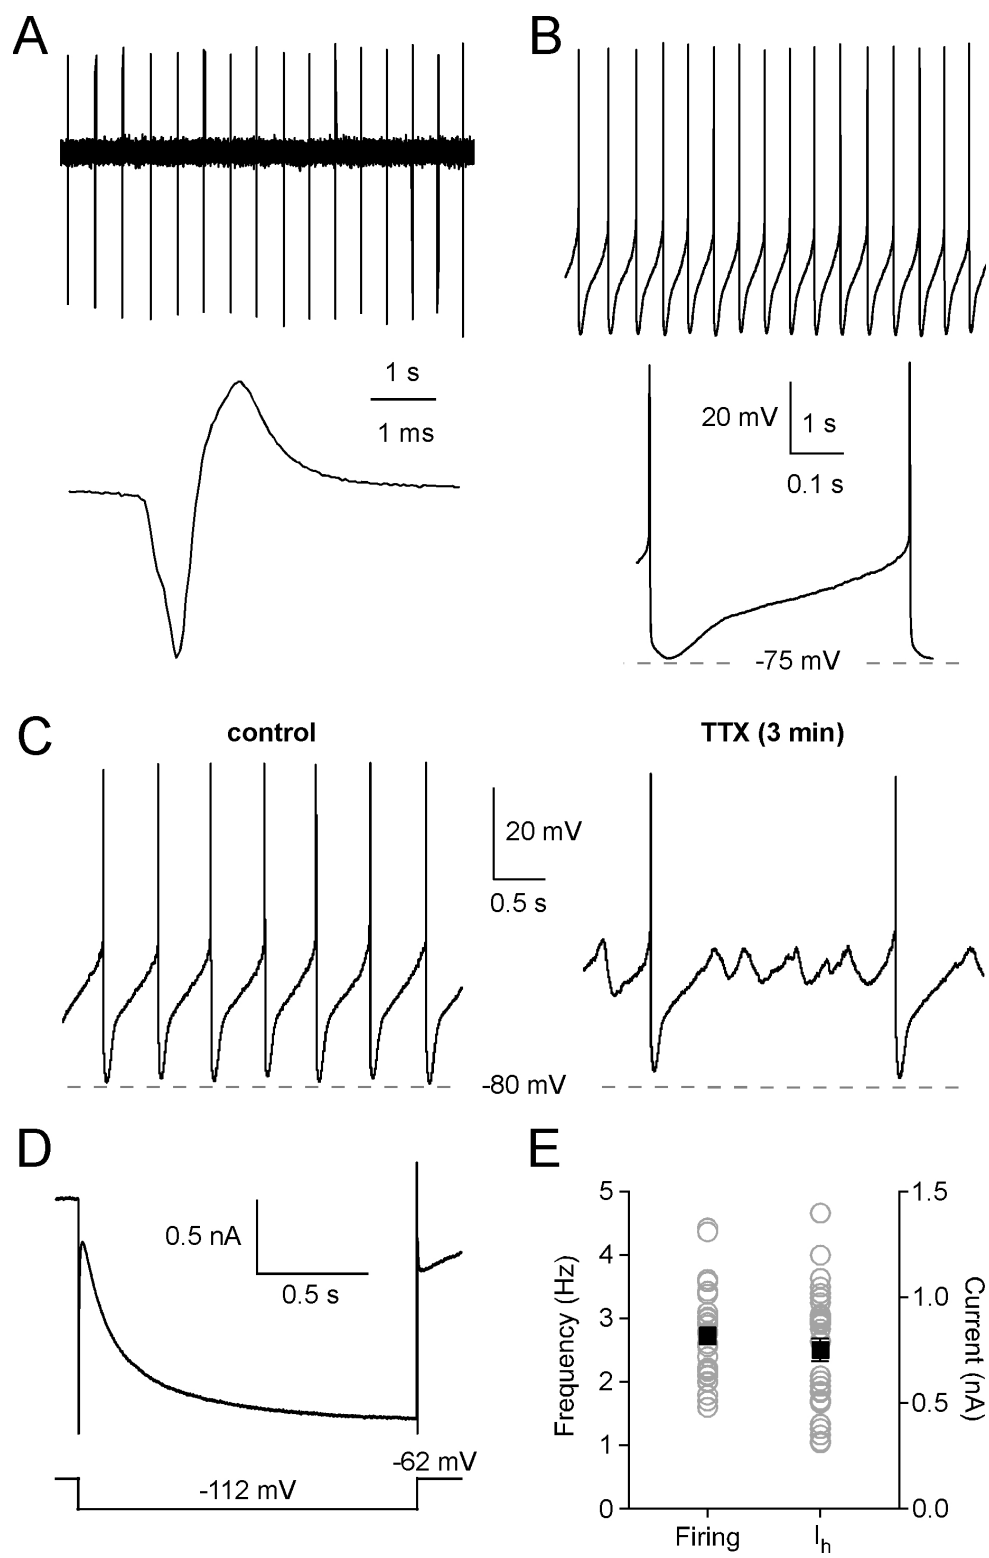 A
B
1 s
1 ms
20 mV
1 s
0.1 s
-75 mV
C
control
TTX (3 min)
20 mV
0.5 s
-80 mV
D
0.5 nA
0.5 s
-62 mV
-112 mV
E
5
4
3
2
1
0
Frequency (Hz)
1.5
1.0
0.5
0.0
Current (nA)
Firing
Ih